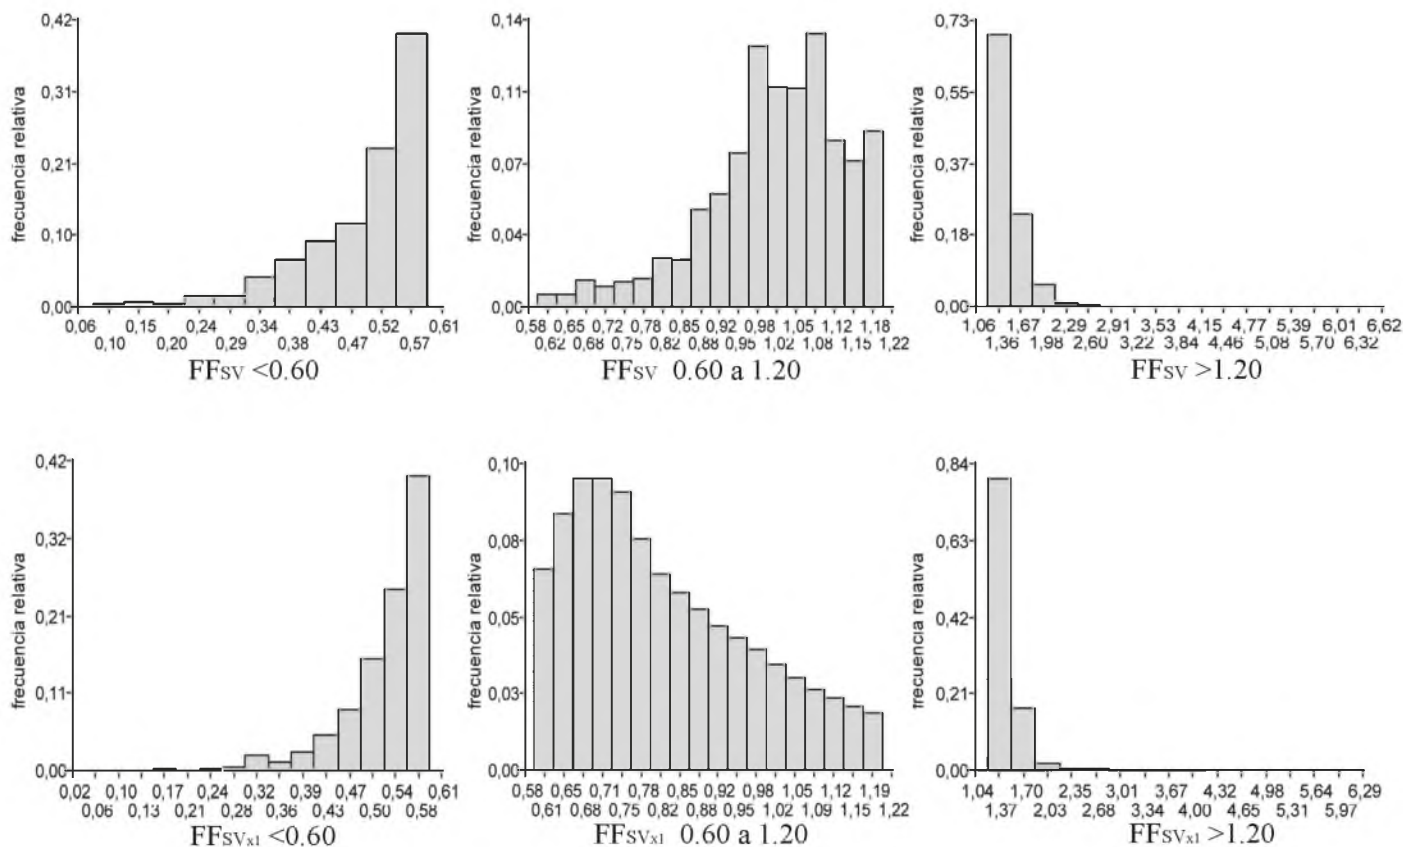 0,42
0,31
0,21
0,10
0,00
frecuencia relativa
0,06 0,15 0,24 0,34 0,43 0,52 0,61
0,10 0,20 0,29 0,38 0,47 0,57
FFSV <0.60
0,14
0,11
0,07
0,04
0,00
frecuencia relativa
0,58 0,65 0,72 0,78 0,85 0,92 0,98 1,05 1,12 1,18
0,62 0,68 0,75 0,82 0,88 0,95 1,02 1,08 1,15 1,22
FFSV 0.60 a 1.20
0,73
0,55
0,37
0,18
0,00
frecuencia relativa
1,06 1,67 2,29 2,91 3,53 4,15 4,77 5,39 6,01 6,62
1,36 1,98 2,60 3,22 3,84 4,46 5,08 5,70 6,32
FFSV >1.20
0,42
0,32
0,21
0,11
0,00
frecuencia relativa
0,02 0,10 0,17 0,24 0,32 0,39 0,46 0,54 0,61
0,06 0,13 0,21 0,28 0,36 0,43 0,50 0,58
FFSVx1 <0.60
0,10
0,08
0,05
0,03
0,00
frecuencia relativa
0,58 0,65 0,71 0,78 0,85 0,92 0,98 1,05 1,12 1,19
0,61 0,68 0,75 0,82 0,88 0,95 1,02 1,09 1,15 1,22
FFSVx1 0.60 a 1.20
0,84
0,63
0,42
0,21
0,00
frecuencia relativa
1,04 1,70 2,35 3,01 3,67 4,32 4,98 5,64 6,29
1,37 2,03 2,68 3,34 4,00 4,65 5,31 5,97
FFSVx1 >1.20